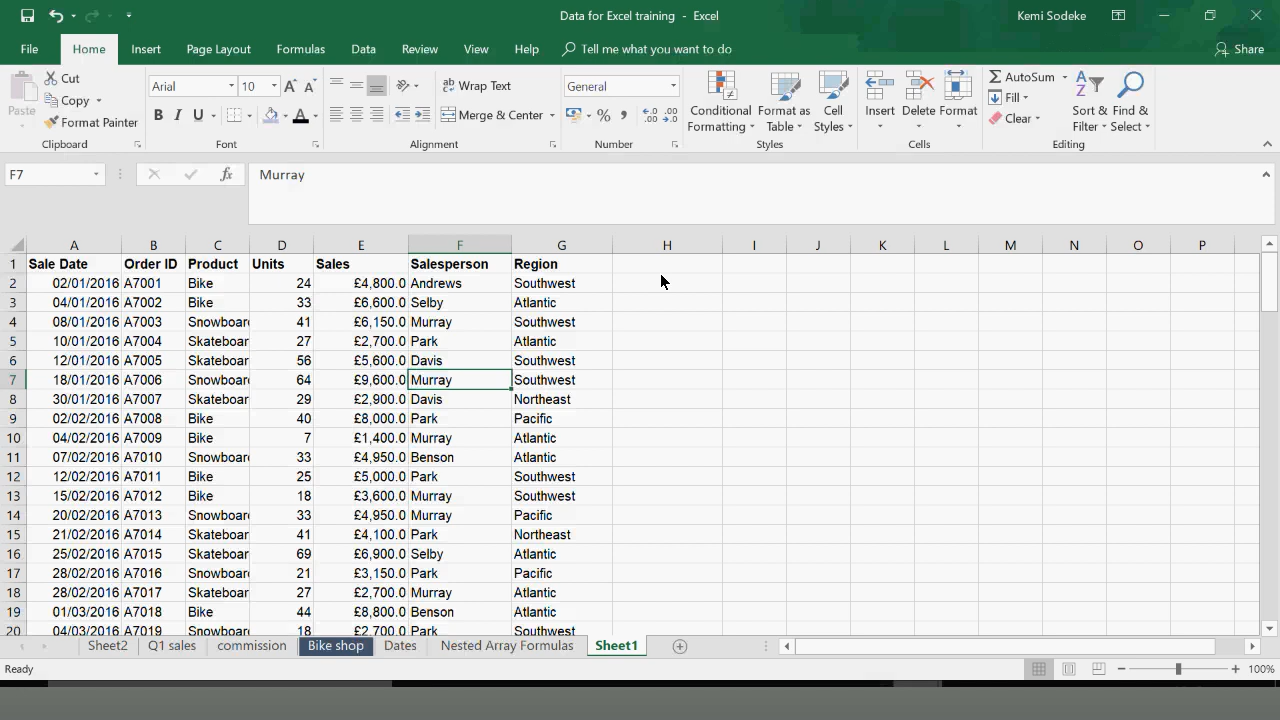 Data for Excel training - Excel
Kemi Sodeke
File Home Insert Page Layout Formulas Data Review View Help Tell me what you want to do Share
Paste
Cut
Copy
Format Painter
Clipboard
Arial 10
B I U
Font
Wrap Text
Merge & Center
Alignment
General
Number
Conditional Formatting
Format as Table
Cell Styles
Styles
Insert Delete Format
Cells
AutoSum
Fill
Clear
Sort & Filter
Find & Select
Editing
F7 fx Murray
A B C D E F G H I J K L M N O P
1 Sale Date Order ID Product Units Sales Salesperson Region
2 02/01/2016 A7001 Bike 24 £4,800.0 Andrews Southwest
3 04/01/2016 A7002 Bike 33 £6,600.0 Selby Atlantic
4 08/01/2016 A7003 Snowboar 41 £6,150.0 Murray Southwest
5 10/01/2016 A7004 Skateboar 27 £2,700.0 Park Atlantic
6 12/01/2016 A7005 Skateboar 56 £5,600.0 Davis Southwest
7 18/01/2016 A7006 Snowboar 64 £9,600.0 Murray Southwest
8 30/01/2016 A7007 Skateboar 29 £2,900.0 Davis Northeast
9 02/02/2016 A7008 Bike 40 £8,000.0 Park Pacific
10 04/02/2016 A7009 Bike 7 £1,400.0 Murray Atlantic
11 07/02/2016 A7010 Snowboar 33 £4,950.0 Benson Atlantic
12 12/02/2016 A7011 Bike 25 £5,000.0 Park Southwest
13 15/02/2016 A7012 Bike 18 £3,600.0 Murray Southwest
14 20/02/2016 A7013 Snowboar 33 £4,950.0 Murray Pacific
15 21/02/2016 A7014 Skateboar 41 £4,100.0 Park Northeast
16 25/02/2016 A7015 Skateboar 69 £6,900.0 Selby Atlantic
17 28/02/2016 A7016 Snowboar 21 £3,150.0 Park Pacific
18 28/02/2016 A7017 Skateboar 27 £2,700.0 Murray Atlantic
19 01/03/2016 A7018 Bike 44 £8,800.0 Benson Atlantic
20 04/03/2016 A7019 Snowboar 18 £2,700.0 Park Southwest
Sheet2 Q1 sales commission Bike shop Dates Nested Array Formulas Sheet1
Ready 100%